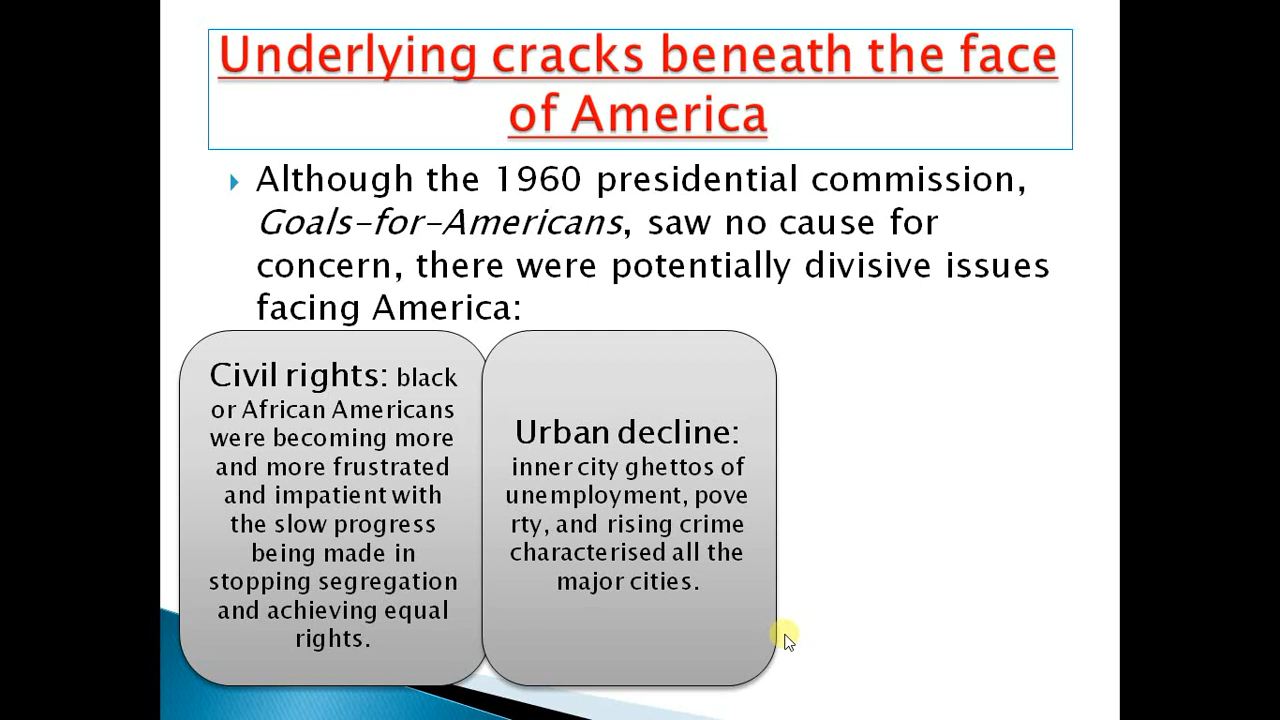 Underlying cracks beneath the face
of America
Although the 1960 presidential commission,
Goals-for-Americans, saw no cause for
concern, there were potentially divisive issues
facing America:
Civil rights: black
or African Americans
were becoming more
and more frustrated
and impatient with
the slow progress
being made in
stopping segregation
and achieving equal
rights.
Urban decline:
inner city ghettos of
unemployment, pove
rty, and rising crime
characterised all the
major cities.